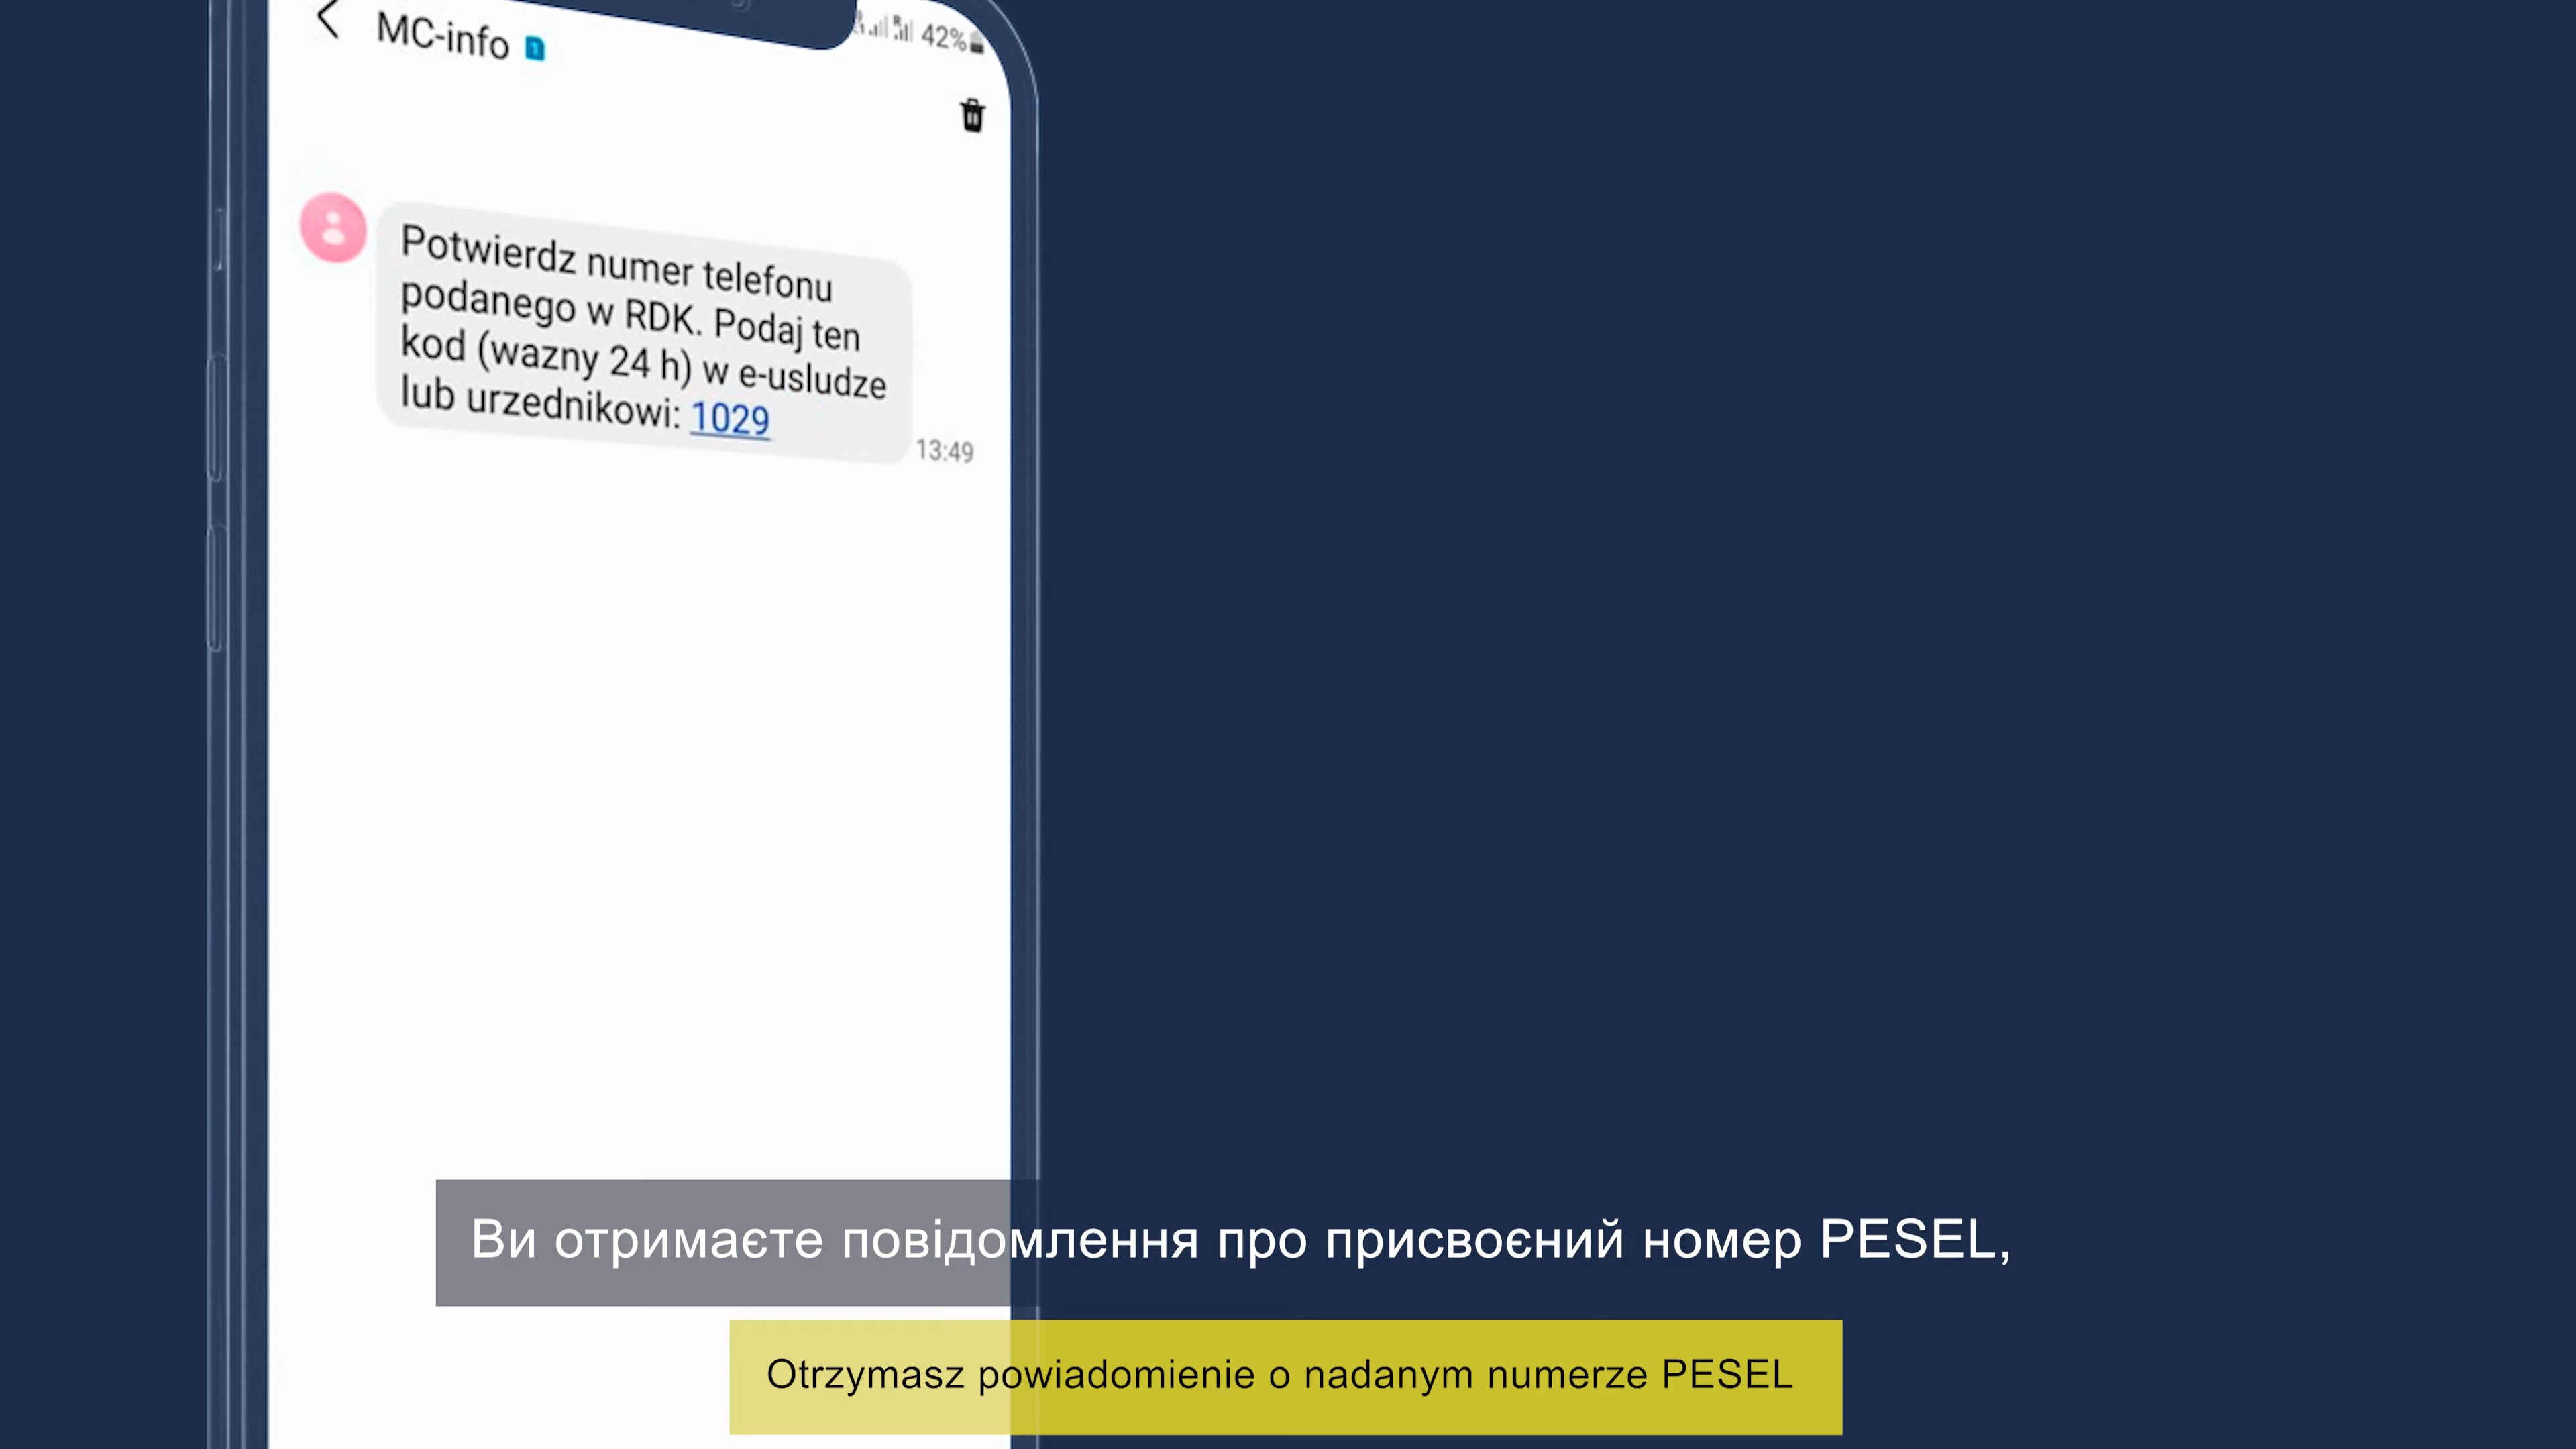 MC-info 1
42%
Potwierdz numer telefonu
podanego w RDK. Podaj ten
kod (wazny 24 h) w e-usludze
lub urzednikowi: 1029
13:49
Ви отримаєте повідомлення про присвоєний номер PESEL,
Otrzymasz powiadomienie o nadanym numerze PESEL